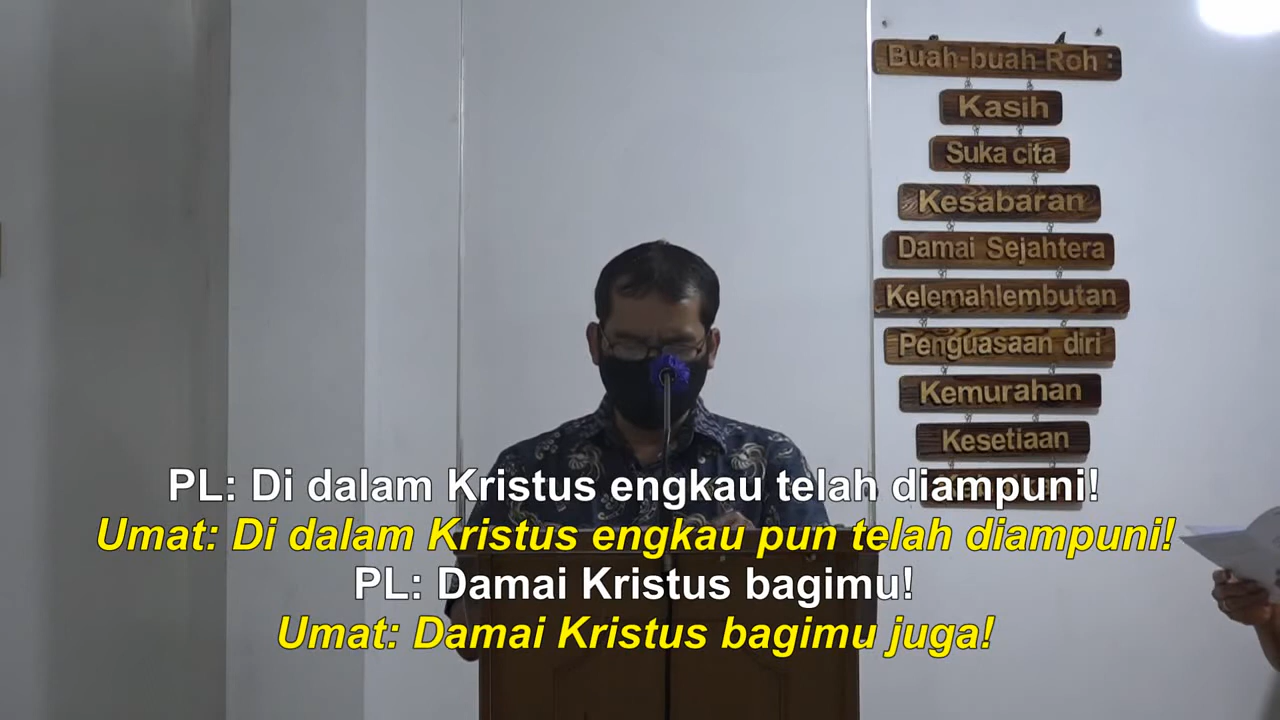 Buah-buah Roh :
Kasih
Suka cita
Kesabaran
Damai Sejahtera
Kelemahlembutan
Penguasaan diri
Kemurahan
Kesetiaan
PL: Di dalam Kristus engkau telah diampuni!
Umat: Di dalam Kristus engkau pun telah diampuni!
PL: Damai Kristus bagimu!
Umat: Damai Kristus bagimu juga!